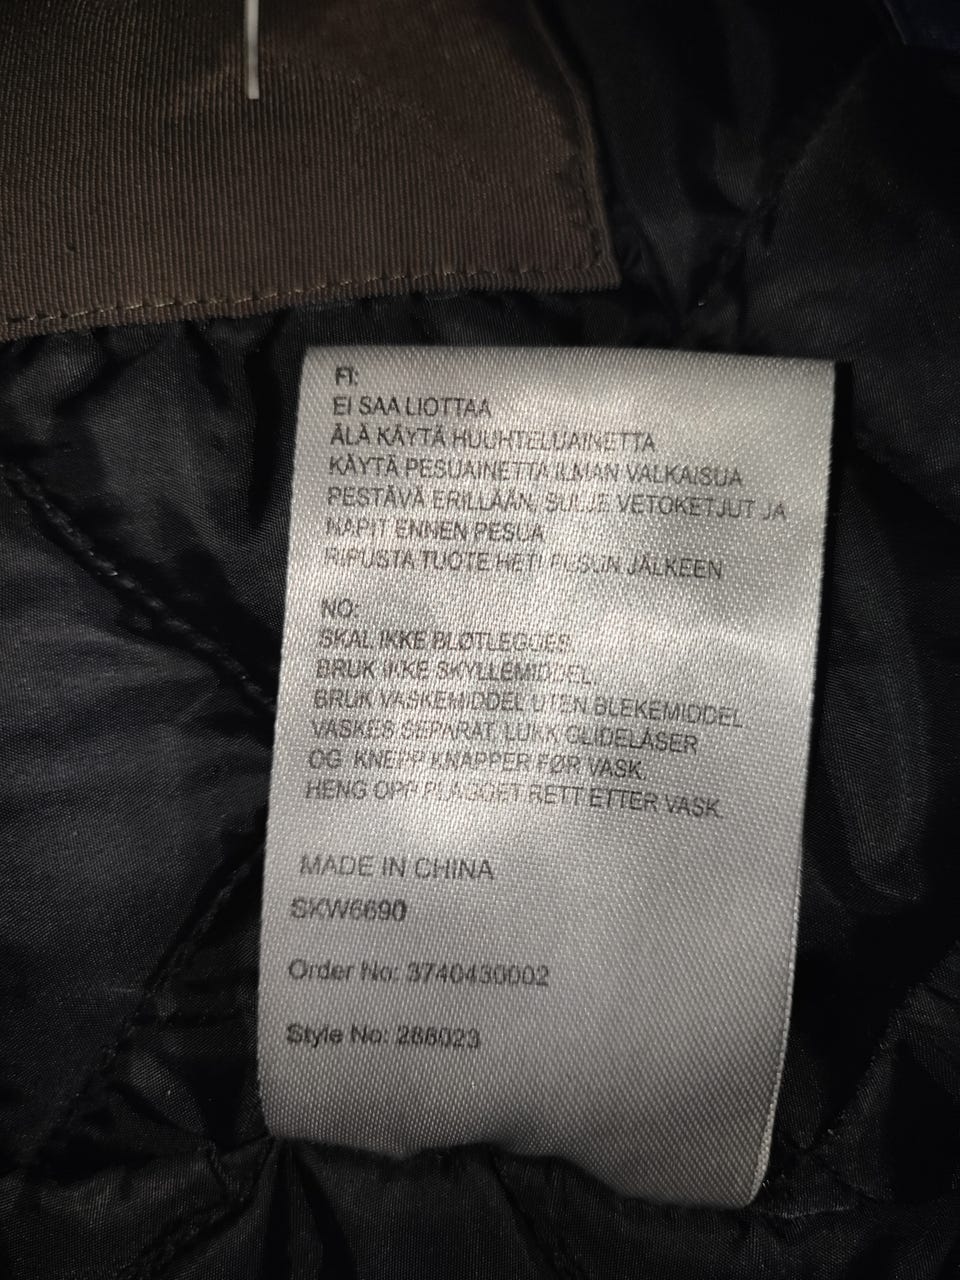 FI:
EI SAA LIOTTAA
ÄLÄ KÄYTÄ HUUHTELUAINETTA
KÄYTÄ PESUAINETTA ILMAN VALKAISUA
PESTÄVÄ ERILLÄÄN, SULJE VETOKETJUT JA
NAPIT ENNEN PESUA
RIPUSTA TUOTE HETI PESUN JÄLKEEN
NO:
SKAL IKKE BLØTLEGGES
BRUK IKKE SKYLLEMIDDEL.
BRUK VASKEMIDDEL UTEN BLEKEMIDDEL
VASKES SEPARAT, LUKK GLIDELÅSER
OG KNEPP KNAPPER FØR VASK.
HENG OPP PLAGGET RETT ETTER VASK.
MADE IN CHINA
SKW6690
Order No: 3740430002
Style No: 266023